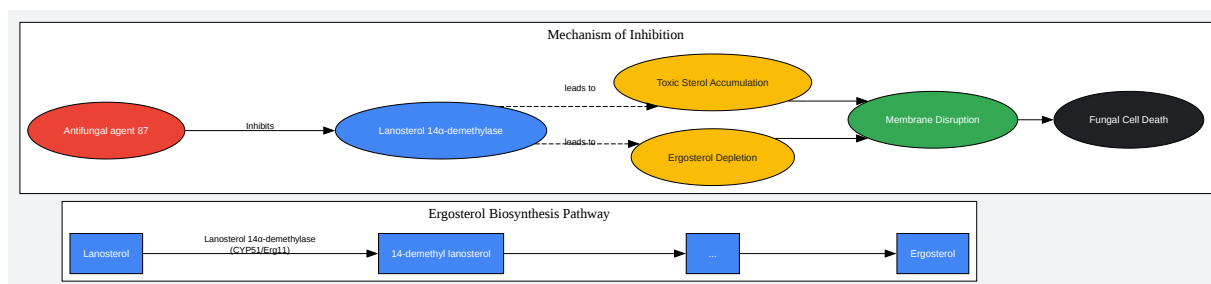 Mechanism of Inhibition
Toxic Sterol Accumulation
leads to
Antifungal agent 87
Inhibits
Lanosterol 14α-demethylase
Membrane Disruption
Fungal Cell Death
leads to
Ergosterol Depletion
Ergosterol Biosynthesis Pathway
Lanosterol
Lanosterol 14α-demethylase
(CYP51/Erg11)
14-demethyl lanosterol
...
Ergosterol